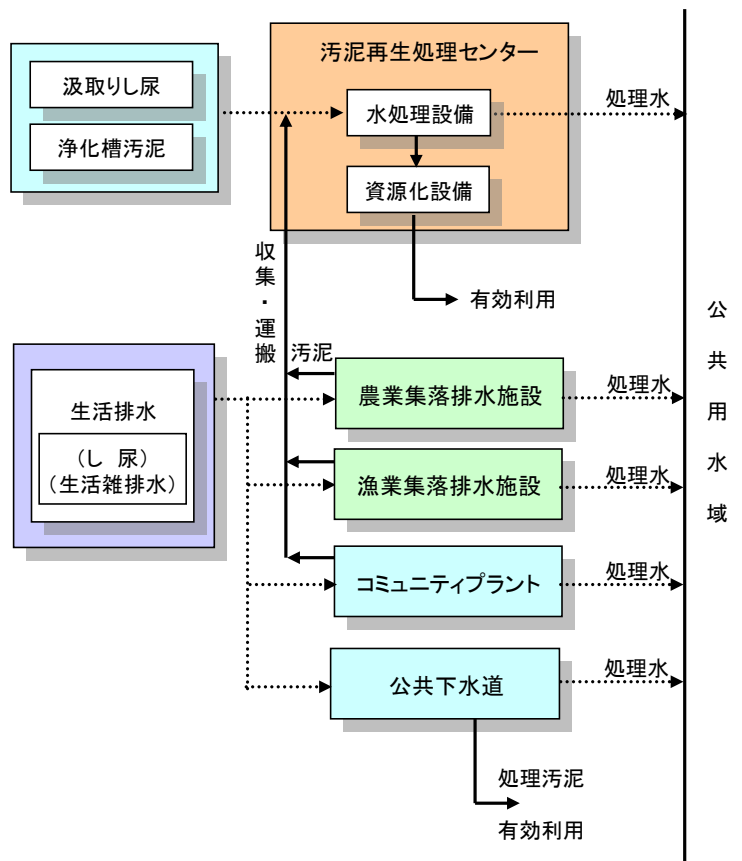 汚泥再生処理センター
汲取りし尿
浄化槽汚泥
水処理設備
資源化設備
処理水
有効利用
収集・運搬
汚泥
生活排水
（し 尿）
（生活雑排水）
農業集落排水施設
処理水
漁業集落排水施設
処理水
コミュニティプラント
処理水
公共下水道
処理水
処理汚泥
有効利用
公共用水域